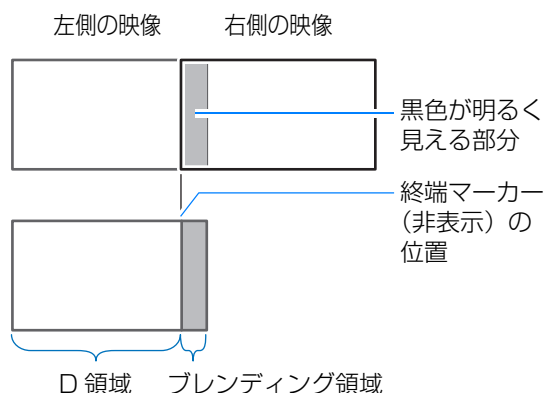 左側の映像
右側の映像
黒色が明るく
見える部分
終端マーカー
（非表示）の
位置
D 領域
ブレンディング領域